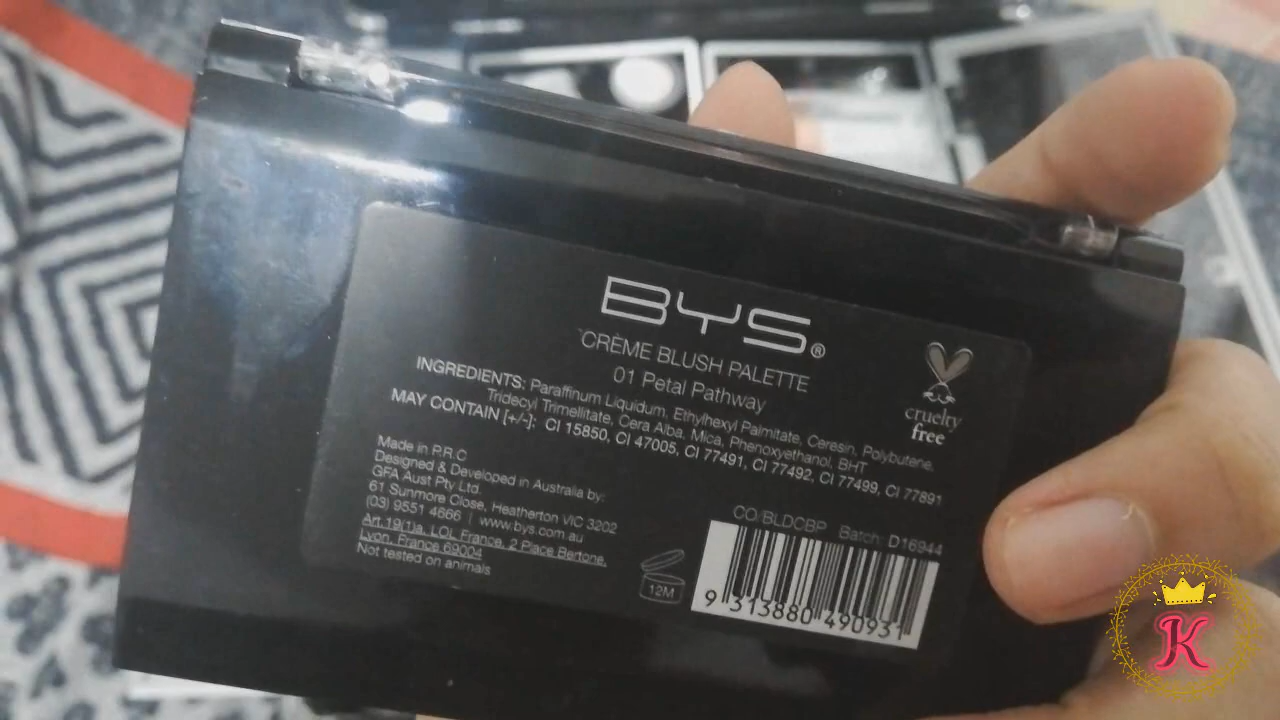 BYS®
CRÈME BLUSH PALETTE
01 Petal Pathway
INGREDIENTS: Paraffinum Liquidum, Ethylhexyl Palmitate, Ceresin, Polybutene,
Tridecyl Trimellitate, Cera Alba, Mica, Phenoxyethanol, BHT
MAY CONTAIN [+/-]: CI 15850, CI 47005, CI 77491, CI 77492, CI 77499, CI 77891
cruelty
free
Made in P.R.C
Designed & Developed in Australia by:
GFA Aust Pty Ltd.
61 Sunmore Close, Heatherton VIC 3202
(03) 9551 4666 | www.bys.com.au
Art.19(1)a, LOL France, 2 Place Bertone,
Lyon, France 69004
Not tested on animals
12M
CO/BLDCBP Batch: D16944
9 313880 490931
K